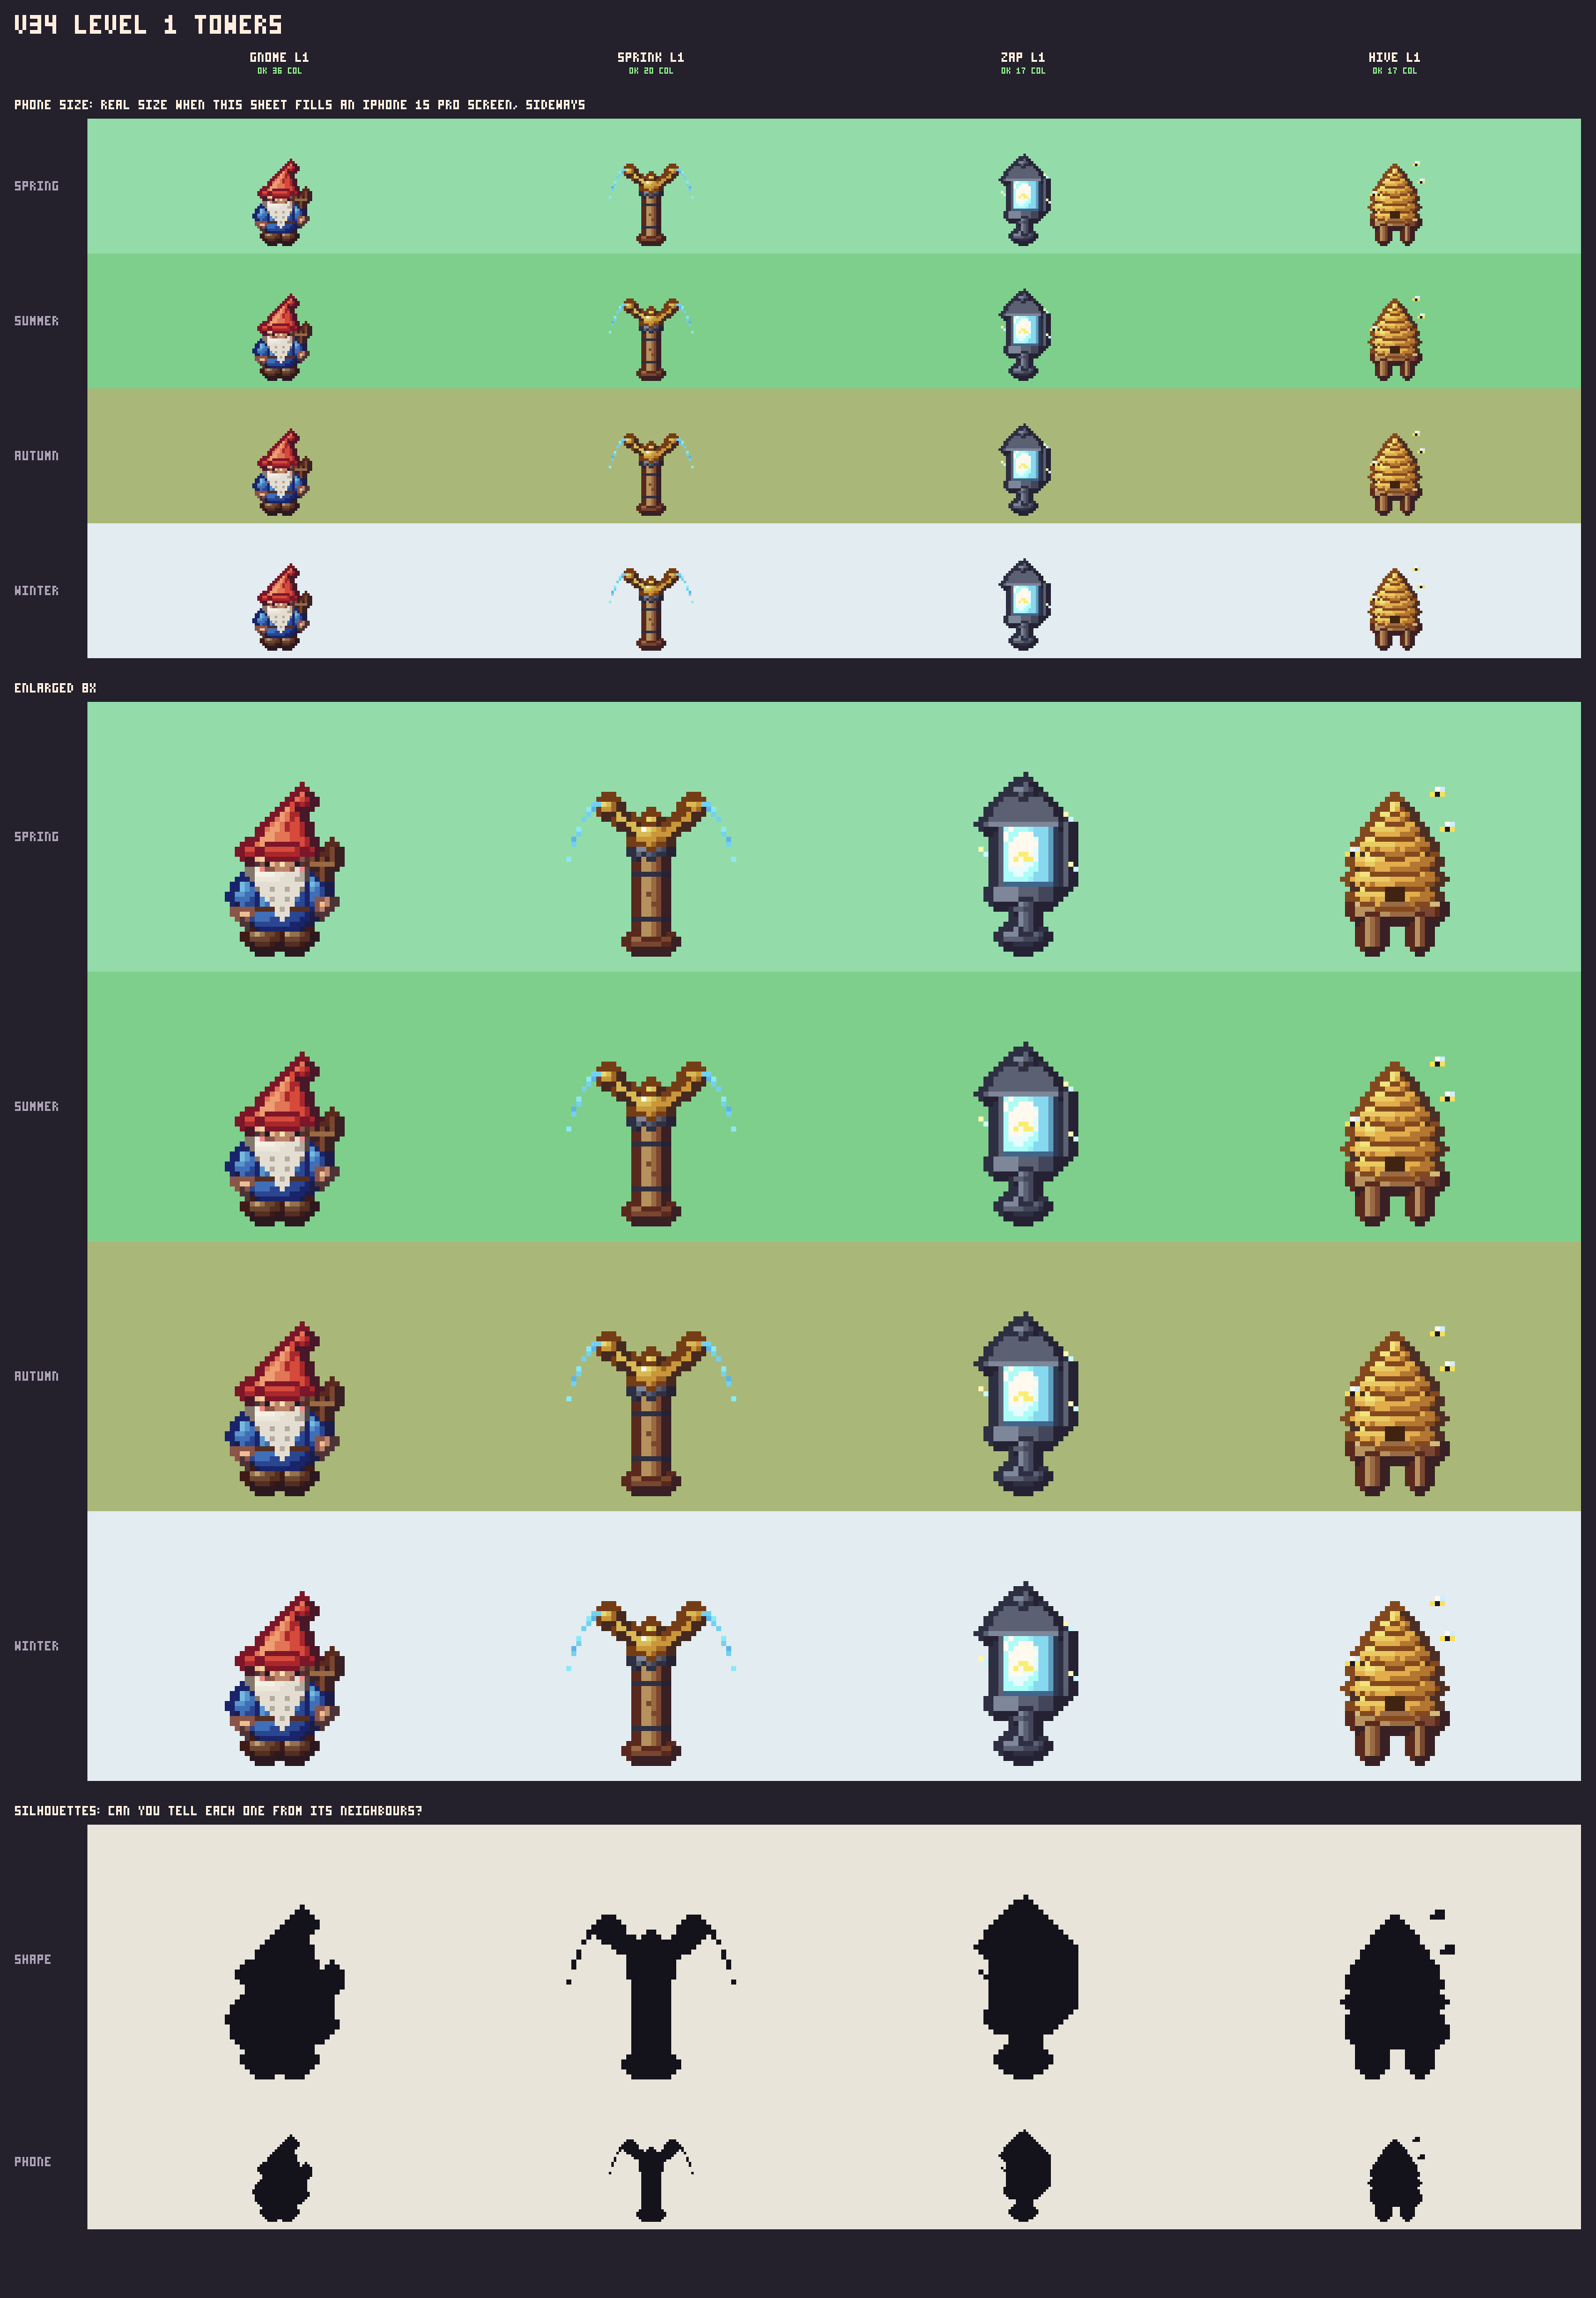 V34 LEVEL 1 TOWERS
GNOME L1 SPRINK L1 ZAP L1 HIVE L1
OK 36 COL OK 20 COL OK 17 COL OK 17 COL
PHONE SIZE: REAL SIZE WHEN THIS SHEET FILLS AN IPHONE 15 PRO SCREEN, SIDEWAYS
SPRING
SUMMER
AUTUMN
WINTER
ENLARGED 8X
SPRING
SUMMER
AUTUMN
WINTER
SILHOUETTES: CAN YOU TELL EACH ONE FROM ITS NEIGHBOURS?
SHAPE
PHONE